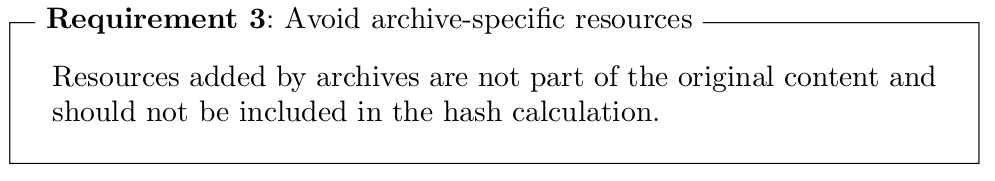 Requirement 3: Avoid archive-specific resources
Resources added by archives are not part of the original content and
should not be included in the hash calculation.